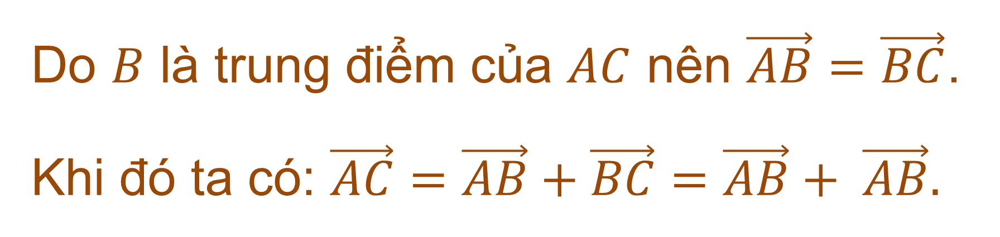 Do $B$ là trung điểm của $AC$ nên $\overrightarrow{AB} = \overrightarrow{BC}$.
Khi đó ta có: $\overrightarrow{AC} = \overrightarrow{AB} + \overrightarrow{BC} = \overrightarrow{AB} + \overrightarrow{AB}$.